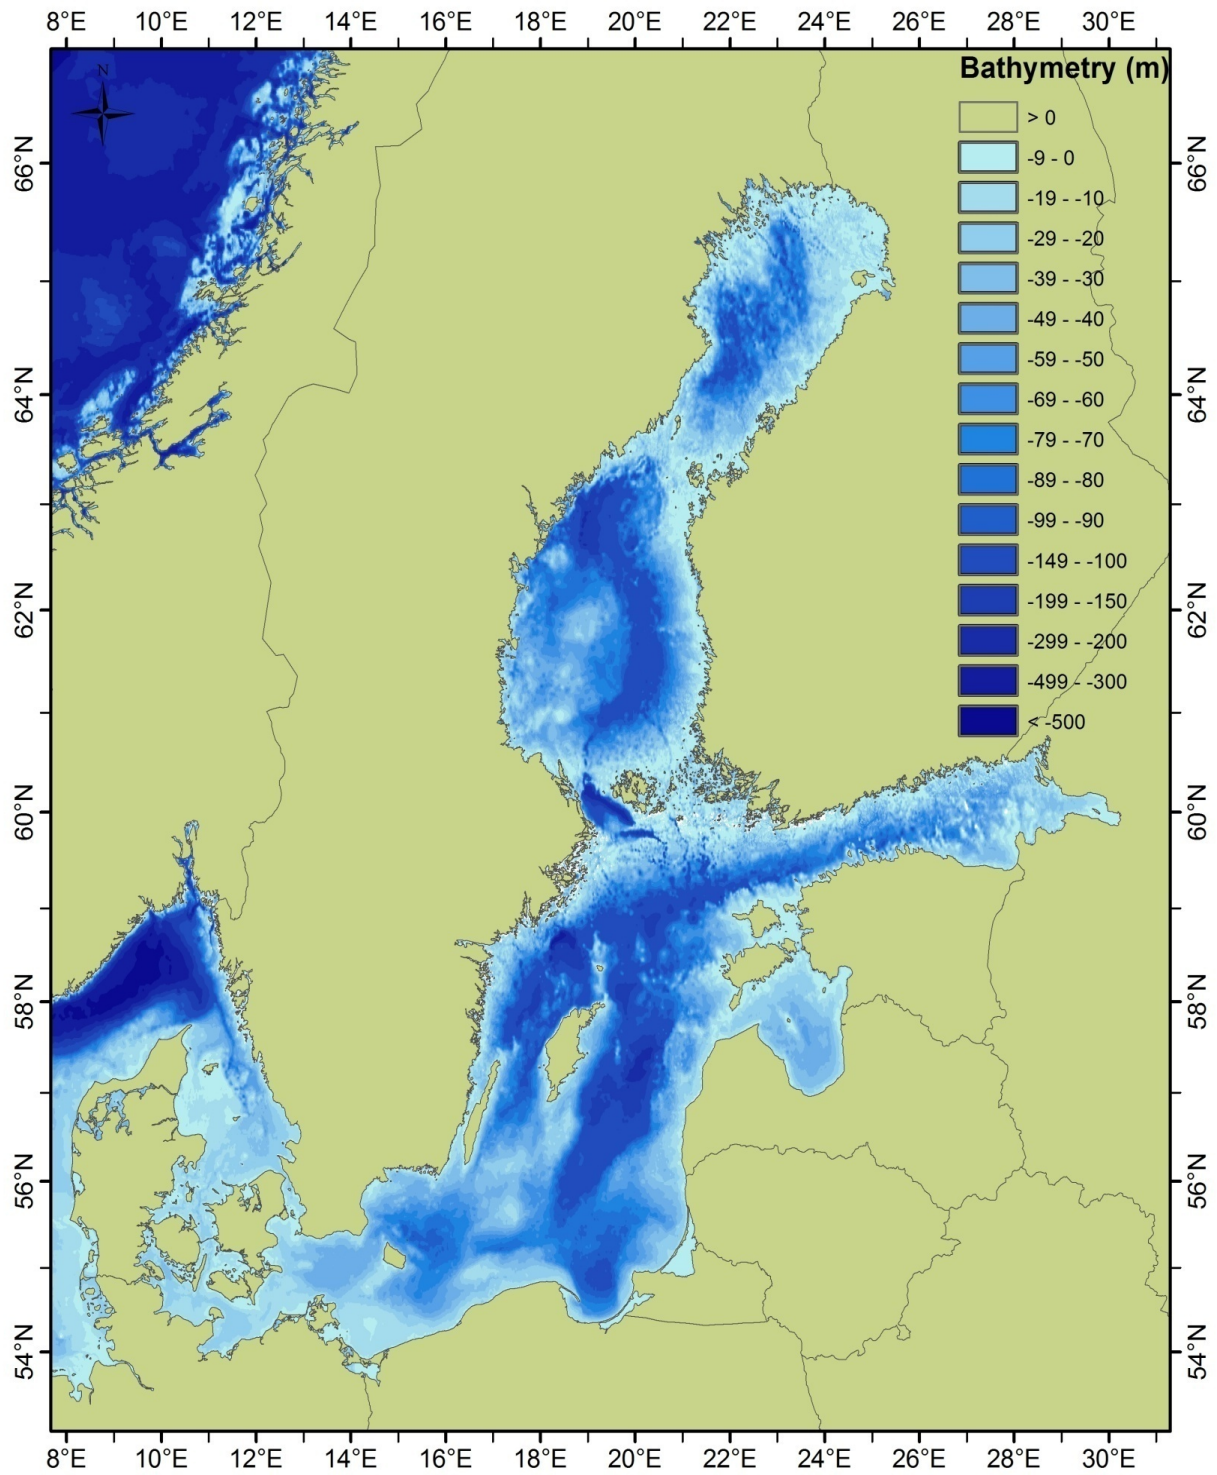 8°E 10°E 12°E 14°E 16°E 18°E 20°E 22°E 24°E 26°E 28°E 30°E
Bathymetry (m)
N
> 0
-9 - 0
-19 - -10
-29 - -20
-39 - -30
-49 - -40
-59 - -50
-69 - -60
-79 - -70
-89 - -80
-99 - -90
-149 - -100
-199 - -150
-299 - -200
-499 - -300
< -500
66°N
64°N
62°N
60°N
58°N
56°N
54°N
66°N
64°N
62°N
60°N
58°N
56°N
54°N
8°E 10°E 12°E 14°E 16°E 18°E 20°E 22°E 24°E 26°E 28°E 30°E